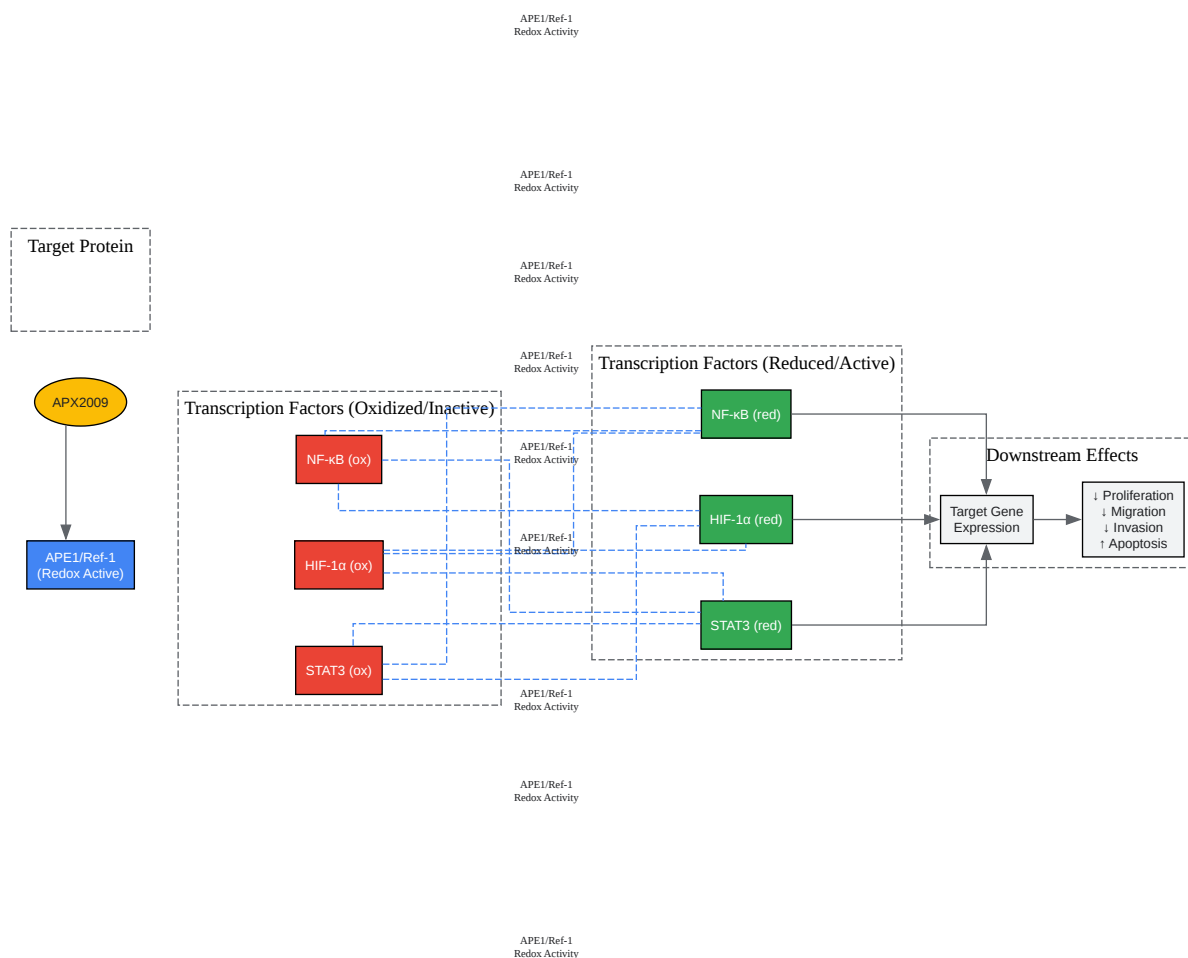 APE1/Ref-1
Redox Activity
APE1/Ref-1
Redox Activity
Target Protein
APE1/Ref-1
Redox Activity
APE1/Ref-1
Redox Activity
Transcription Factors (Reduced/Active)
APX2009
Transcription Factors (Oxidized/Inactive)
NF-κB (red)
APE1/Ref-1
Redox Activity
NF-κB (ox)
Downstream Effects
HIF-1α (red)
Target Gene
Expression
↓ Proliferation
↓ Migration
↓ Invasion
↑ Apoptosis
APE1/Ref-1
Redox Activity
APE1/Ref-1
(Redox Active)
HIF-1α (ox)
STAT3 (red)
STAT3 (ox)
APE1/Ref-1
Redox Activity
APE1/Ref-1
Redox Activity
APE1/Ref-1
Redox Activity